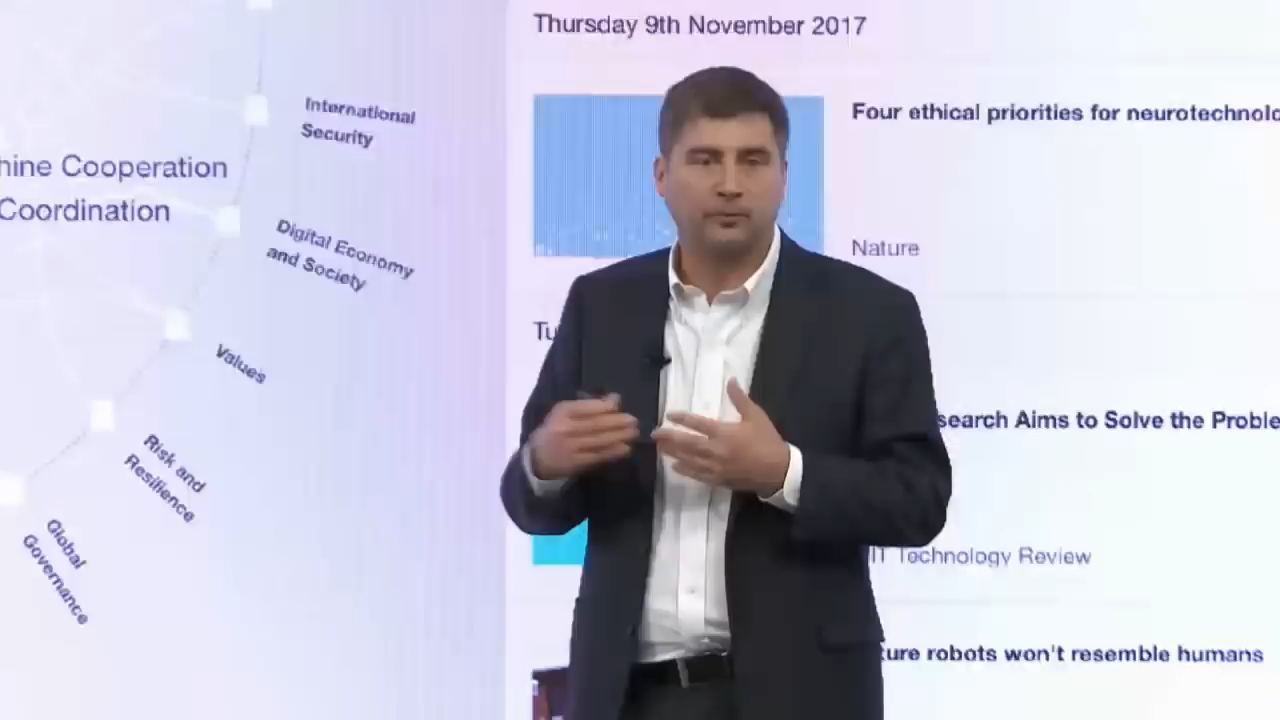 International
Security
hine Cooperation
Coordination
Digital Economy
and Society
Values
Risk and
Resilience
Global
Governance
Thursday 9th November 2017
Four ethical priorities for neurotechnolo
Nature
Tu
search Aims to Solve the Proble
IT Technology Review
ture robots won't resemble humans